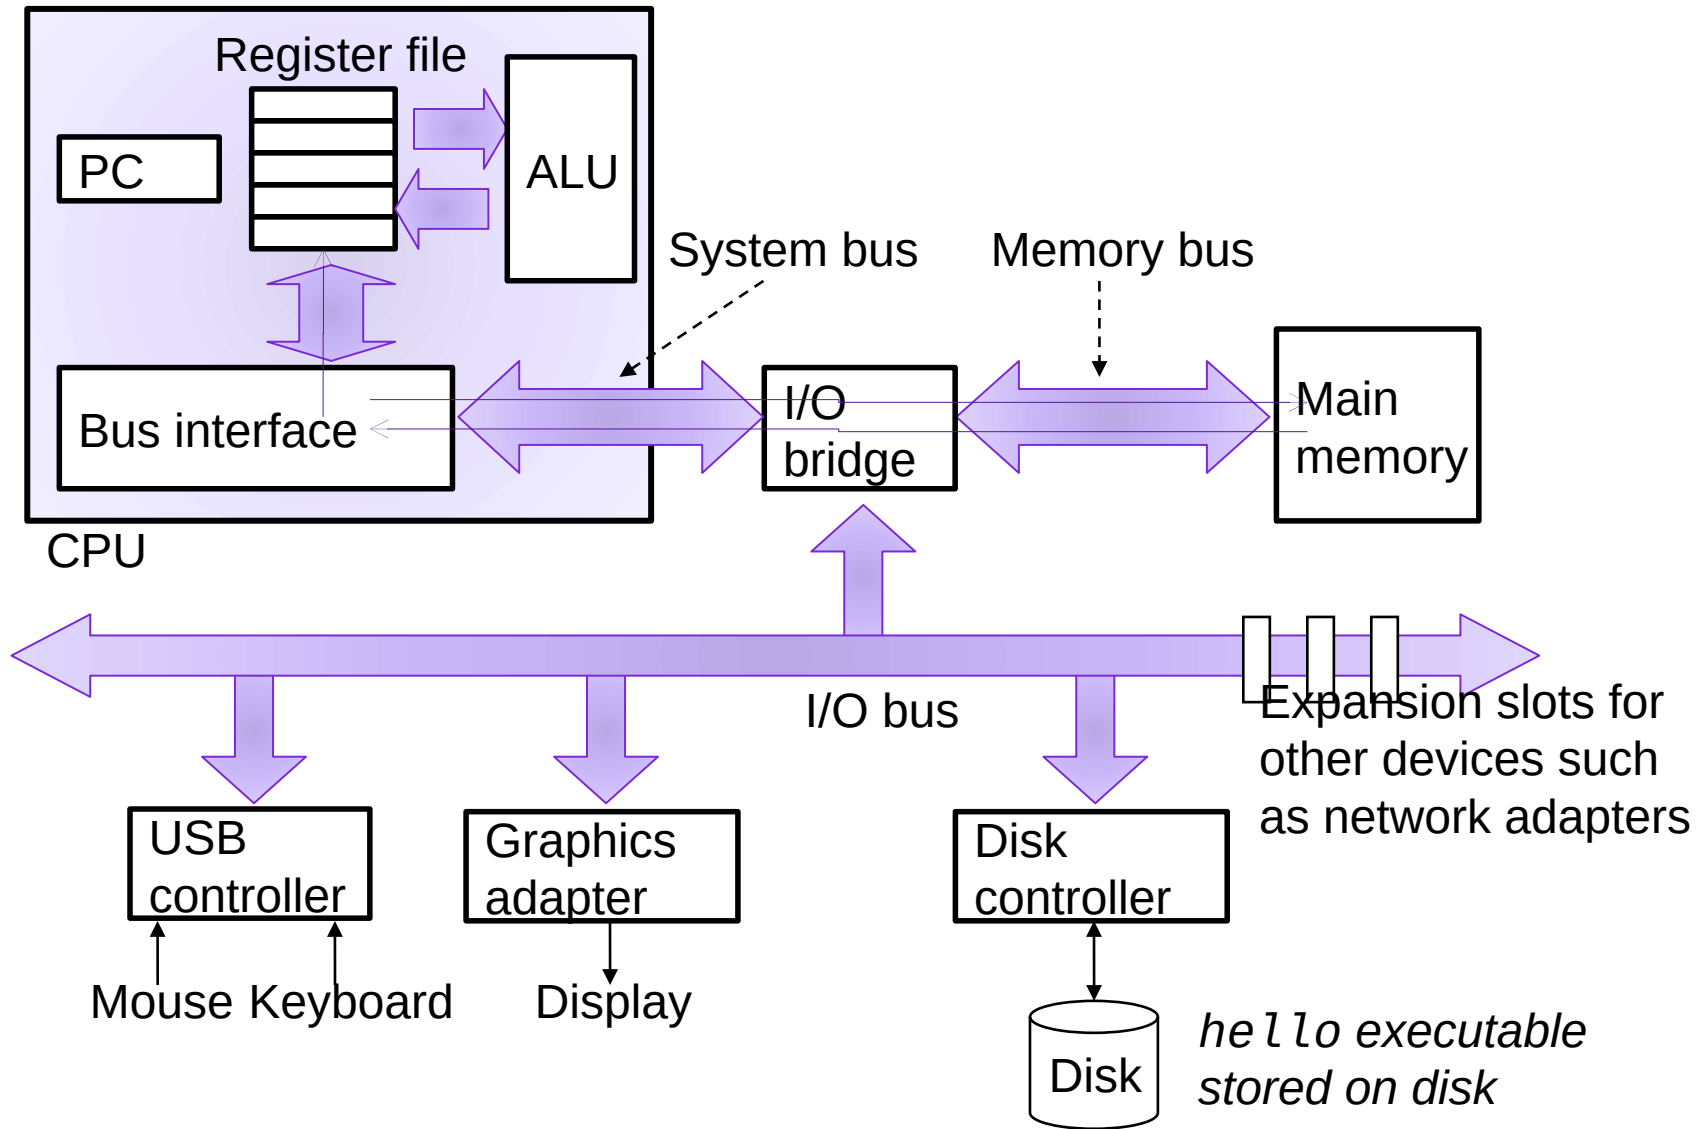 Register file
PC
ALU
System bus
Memory bus
Bus interface
I/O
bridge
Main
memory
CPU
I/O bus
Expansion slots for
other devices such
as network adapters
USB
controller
Graphics
adapter
Disk
controller
Mouse
Keyboard
Display
Disk
hello executable
stored on disk